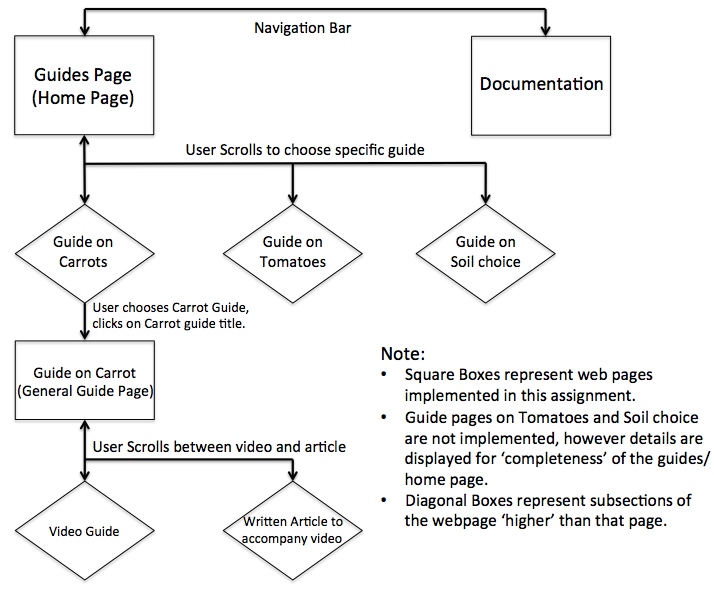 Navigation Bar
Guides Page
(Home Page)
Documentation
User Scrolls to choose specific guide
Guide on
Carrots
Guide on
Tomatoes
Guide on
Soil choice
User chooses Carrot Guide,
clicks on Carrot guide title.
Guide on Carrot
(General Guide Page)
User Scrolls between video and article
Video Guide
Written Article to
accompany video
Note:
• Square Boxes represent web pages
implemented in this assignment.
• Guide pages on Tomatoes and Soil choice
are not implemented, however details are
displayed for ‘completeness’ of the guides/
home page.
• Diagonal Boxes represent subsections of
the webpage ‘higher’ than that page.